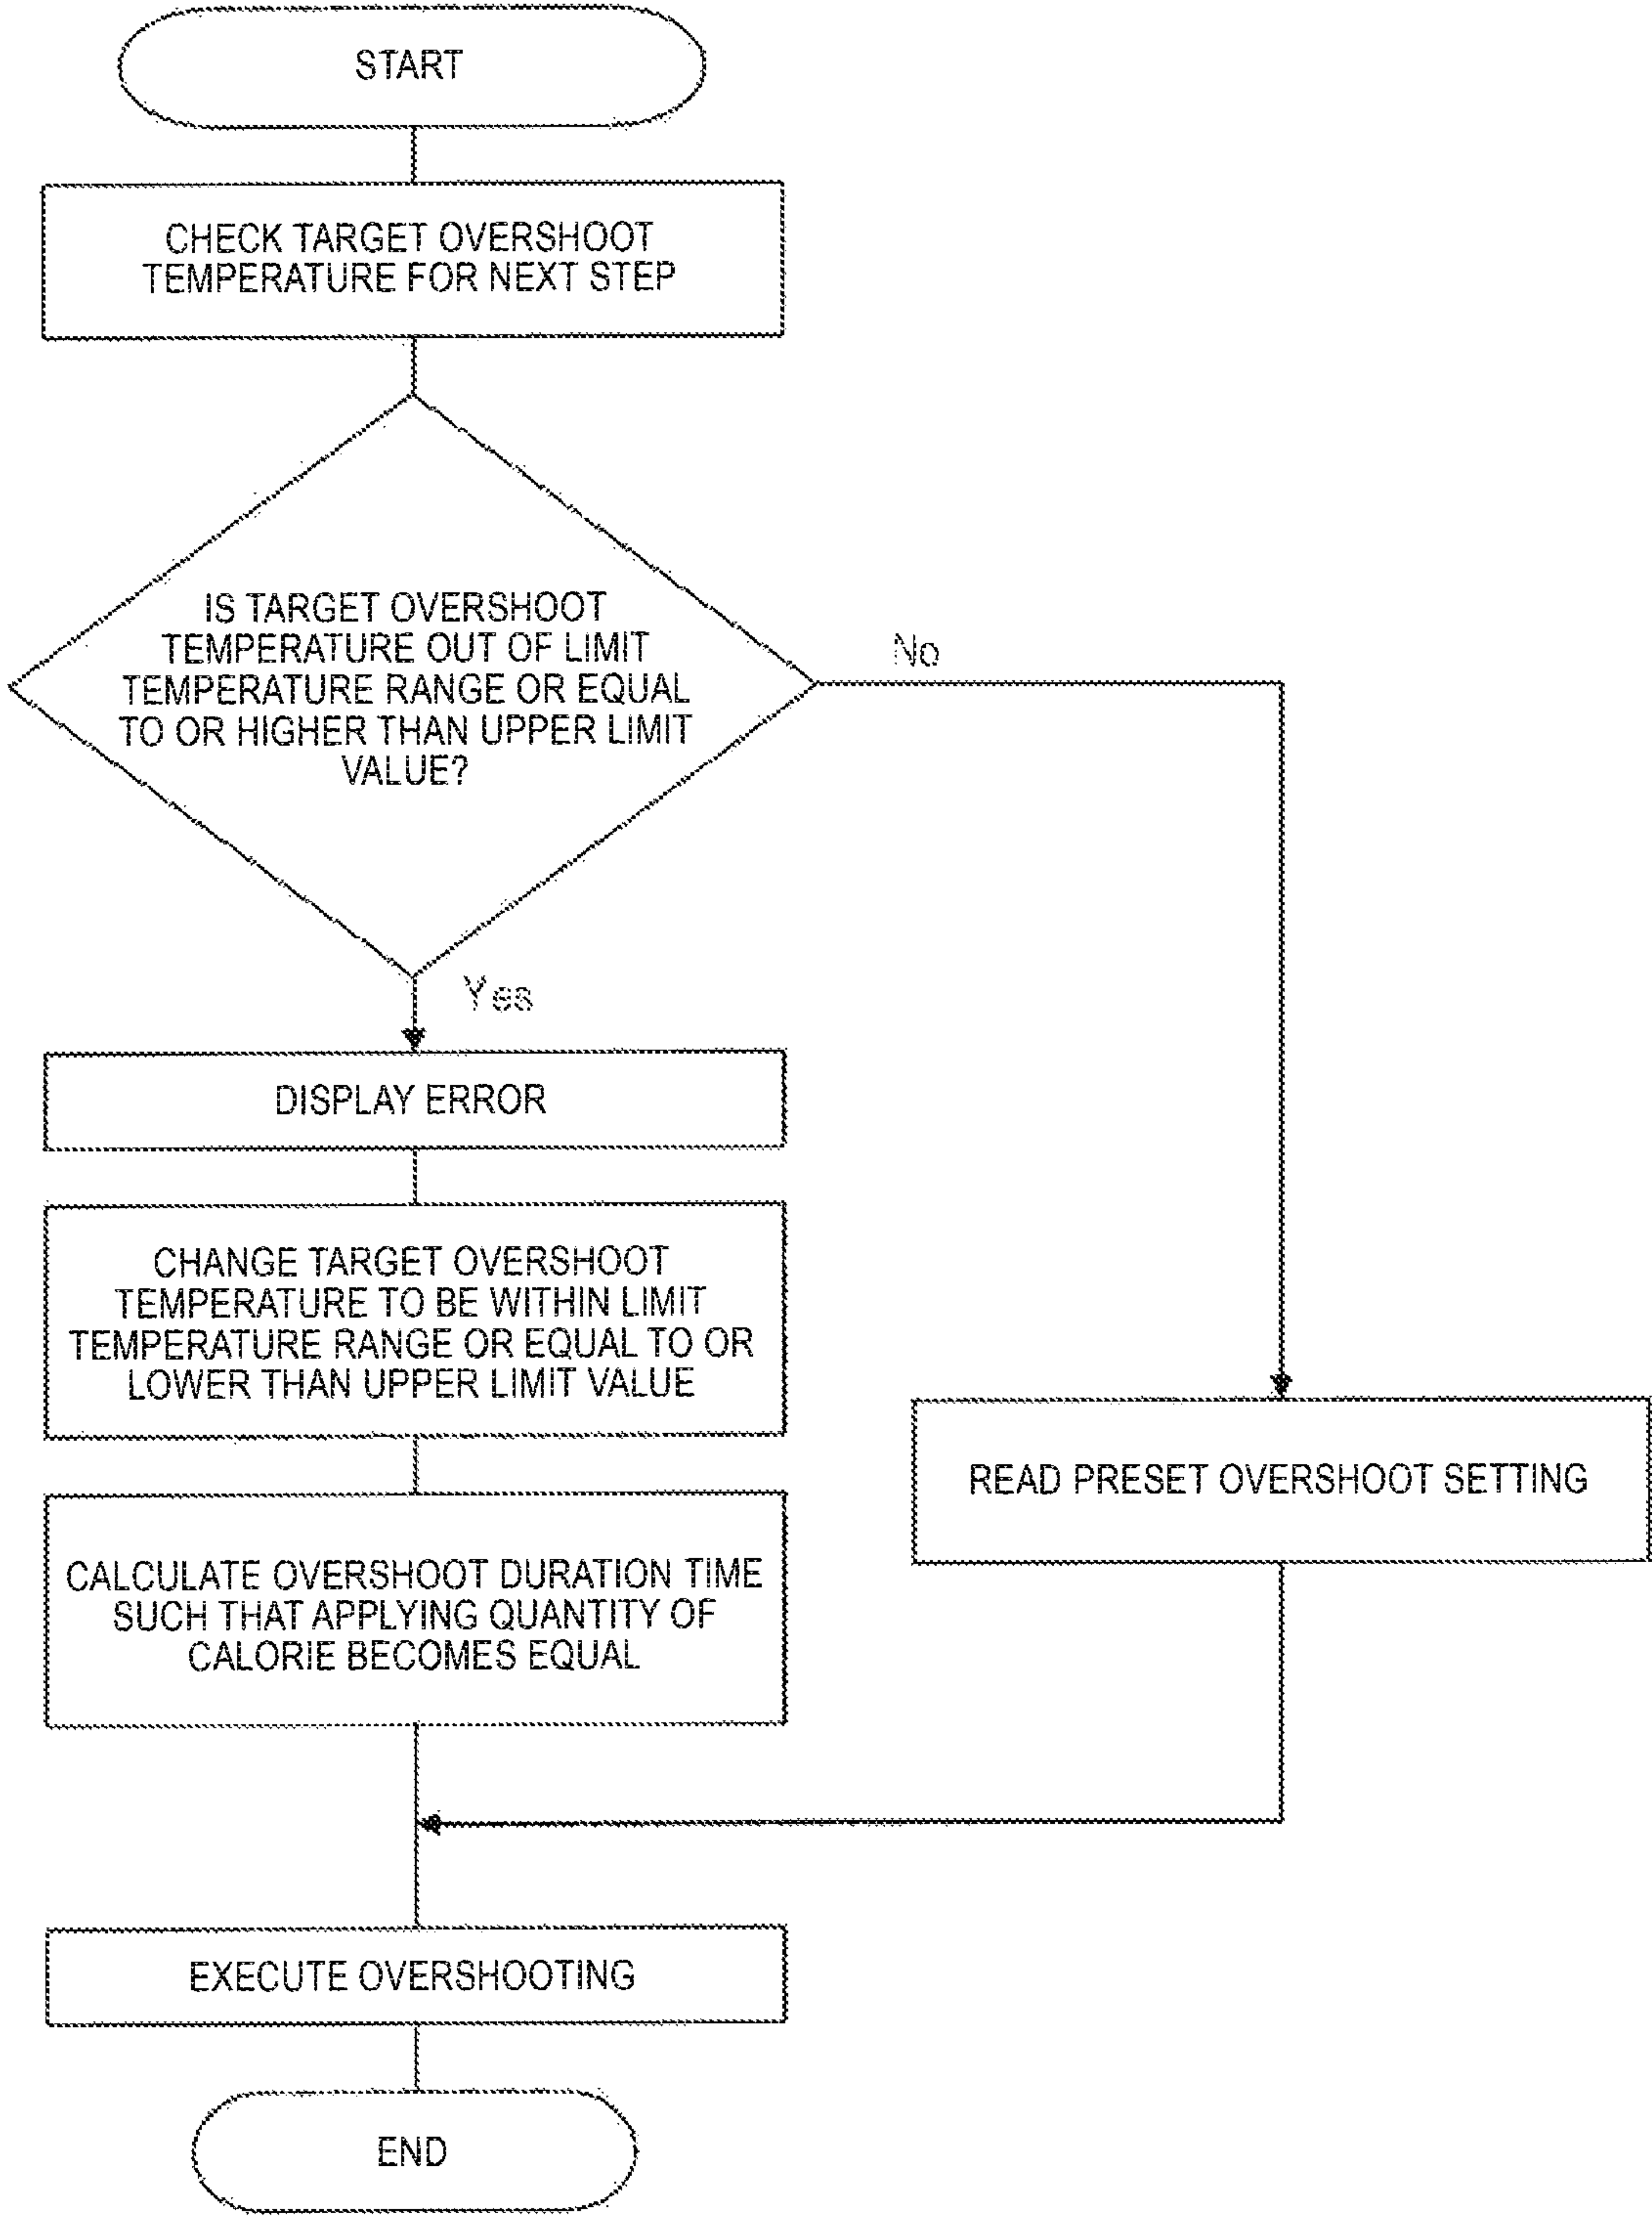 START
CHECK TARGET OVERSHOOT
TEMPERATURE FOR NEXT STEP
IS TARGET OVERSHOOT
TEMPERATURE OUT OF LIMIT
TEMPERATURE RANGE OR EQUAL
TO OR HIGHER THAN UPPER LIMIT
VALUE?
No
Yes
DISPLAY ERROR
CHANGE TARGET OVERSHOOT
TEMPERATURE TO BE WITHIN LIMIT
TEMPERATURE RANGE OR EQUAL TO OR
LOWER THAN UPPER LIMIT VALUE
READ PRESET OVERSHOOT SETTING
CALCULATE OVERSHOOT DURATION TIME
SUCH THAT APPLYING QUANTITY OF
CALORIE BECOMES EQUAL
EXECUTE OVERSHOOTING
END